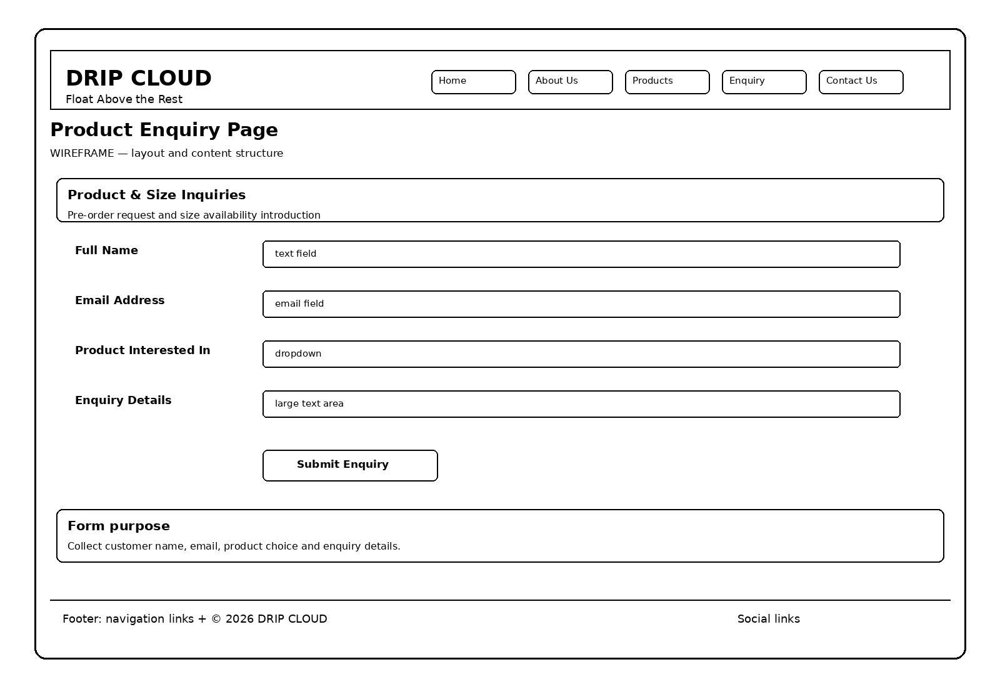 DRIP CLOUD
Float Above the Rest
Home
About Us
Products
Enquiry
Contact Us
Product Enquiry Page
WIREFRAME — layout and content structure
Product & Size Inquiries
Pre-order request and size availability introduction
Full Name
text field
Email Address
email field
Product Interested In
dropdown
Enquiry Details
large text area
Submit Enquiry
Form purpose
Collect customer name, email, product choice and enquiry details.
Footer: navigation links + © 2026 DRIP CLOUD
Social links